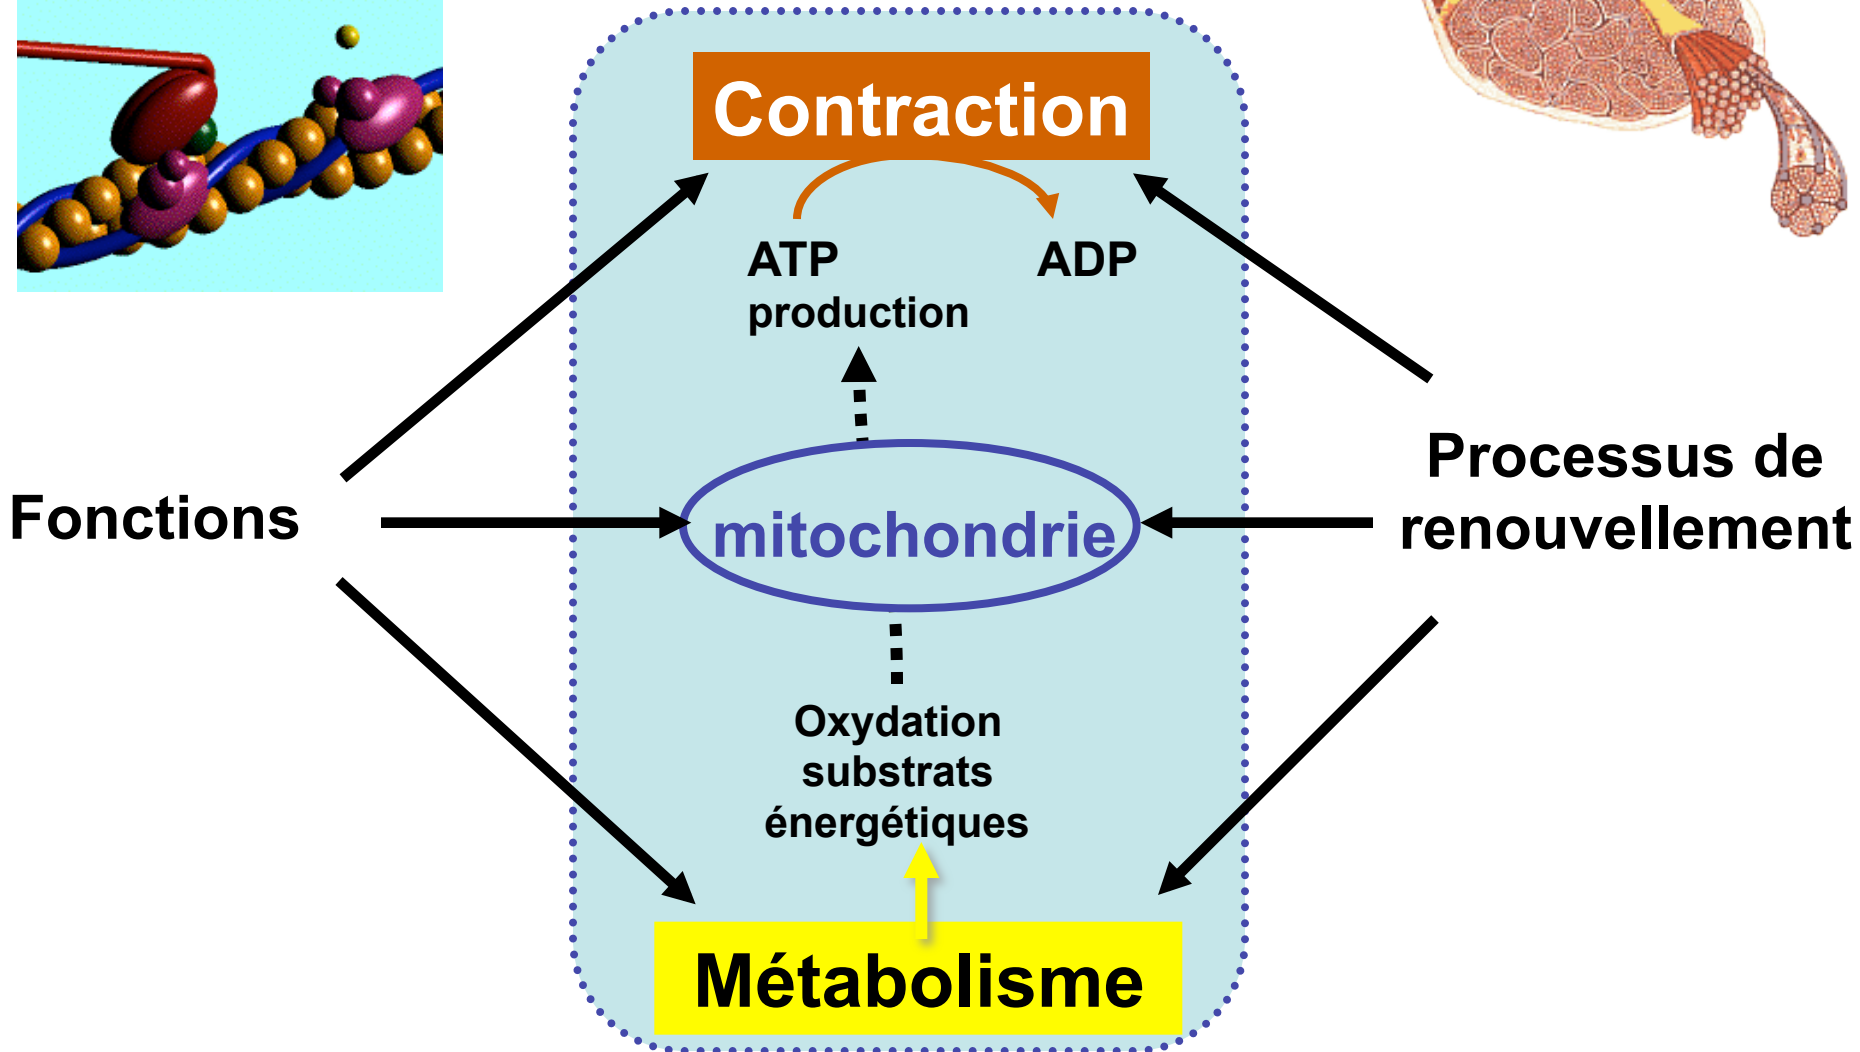 Contraction
ATP
ADP
production
Fonctions
mitochondrie
Processus de
renouvellement
Oxydation
substrats
énergétiques
Métabolisme